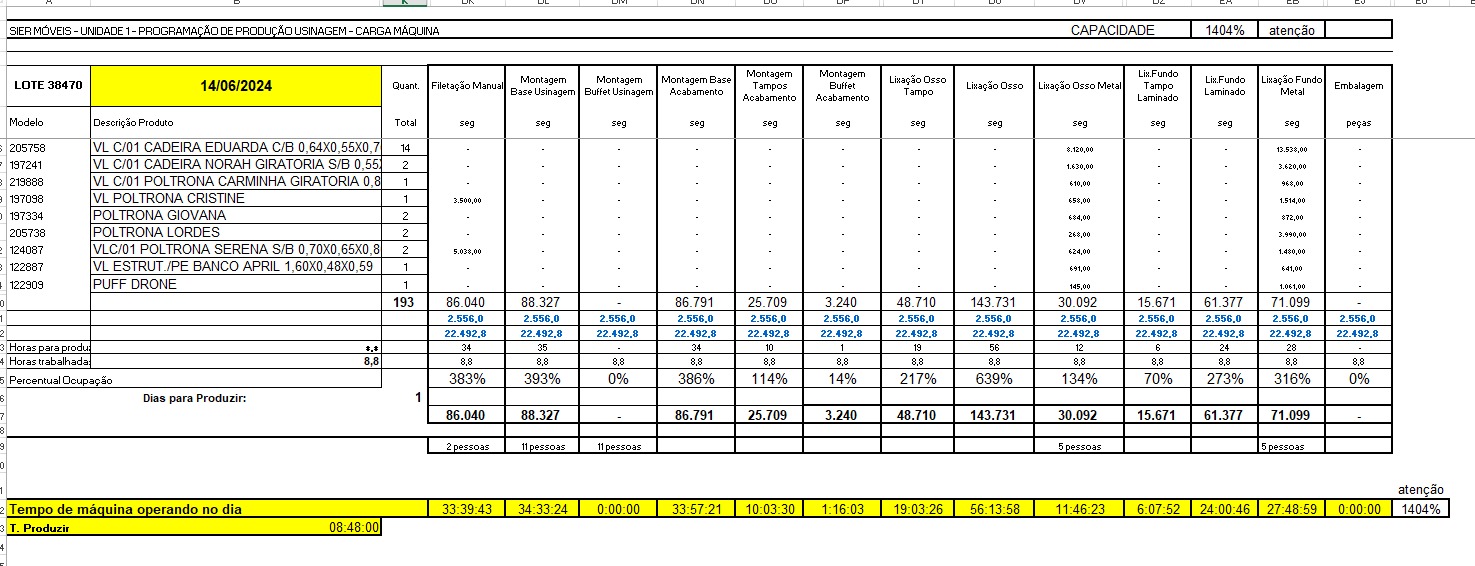 A B K DK DL DM DN DO DP DT DU DV DZ EA EB EJ EU
SIER MÓVEIS - UNIDADE 1 - PROGRAMAÇÃO DE PRODUÇÃO USINAGEM - CARGA MÁQUINA CAPACIDADE 1404% atenção
LOTE 38470 14/06/2024 Quant. Filetação Manual Montagem Base Usinagem Montagem Buffet Usinagem Montagem Base Acabamento Montagem Tampos Acabamento Montagem Buffet Acabamento Lixação Osso Tampo Lixação Osso Lixação Osso Metal Lix.Fundo Tampo Laminado Lix.Fundo Laminado Lixação Fundo Metal Embalagem
Modelo Descrição Produto Total seg seg seg seg seg seg seg seg seg seg seg seg peças
205758 VL C/01 CADEIRA EDUARDA C/B 0,64X0,55X0,7 14 - - - - - - - - 8.120,00 - - 13.538,00 -
197241 VL C/01 CADEIRA NORAH GIRATORIA S/B 0,55 2 - - - - - - - - 1.630,00 - - 3.620,00 -
219888 VL C/01 POLTRONA CARMINHA GIRATORIA 0,8 1 - - - - - - - - 610,00 - - 968,00 -
197098 VL POLTRONA CRISTINE 1 3.500,00 - - - - - - - 658,00 - - 1.514,00 -
197334 POLTRONA GIOVANA 2 - - - - - - - - 684,00 - - 872,00 -
205738 POLTRONA LORDES 2 - - - - - - - - 268,00 - - 3.990,00 -
124087 VLC/01 POLTRONA SERENA S/B 0,70X0,65X0,8 2 5.038,00 - - - - - - - 624,00 - - 1.480,00 -
122887 VL ESTRUT./PE BANCO APRIL 1,60X0,48X0,59 1 - - - - - - - - 691,00 - - 641,00 -
122909 PUFF DRONE 1 - - - - - - - - 145,00 - - 1.061,00 -
193 86.040 88.327 - 86.791 25.709 3.240 48.710 143.731 30.092 15.671 61.377 71.099 -
2.556,0 2.556,0 2.556,0 2.556,0 2.556,0 2.556,0 2.556,0 2.556,0 2.556,0 2.556,0 2.556,0 2.556,0 2.556,0
22.492,8 22.492,8 22.492,8 22.492,8 22.492,8 22.492,8 22.492,8 22.492,8 22.492,8 22.492,8 22.492,8 22.492,8 22.492,8
Horas para produ 34 35 - 34 10 1 19 56 12 6 24 28 -
Horas trabalhada 8,8 8,8 8,8 8,8 8,8 8,8 8,8 8,8 8,8 8,8 8,8 8,8 8,8 8,8
Percentual Ocupação 383% 393% 0% 386% 114% 14% 217% 639% 134% 70% 273% 316% 0%
Dias para Produzir: 1
86.040 88.327 - 86.791 25.709 3.240 48.710 143.731 30.092 15.671 61.377 71.099 -
2 pessoas 11 pessoas 11 pessoas 5 pessoas 5 pessoas
atenção
Tempo de máquina operando no dia 33:39:43 34:33:24 0:00:00 33:57:21 10:03:30 1:16:03 19:03:26 56:13:58 11:46:23 6:07:52 24:00:46 27:48:59 0:00:00 1404%
T. Produzir 08:48:00